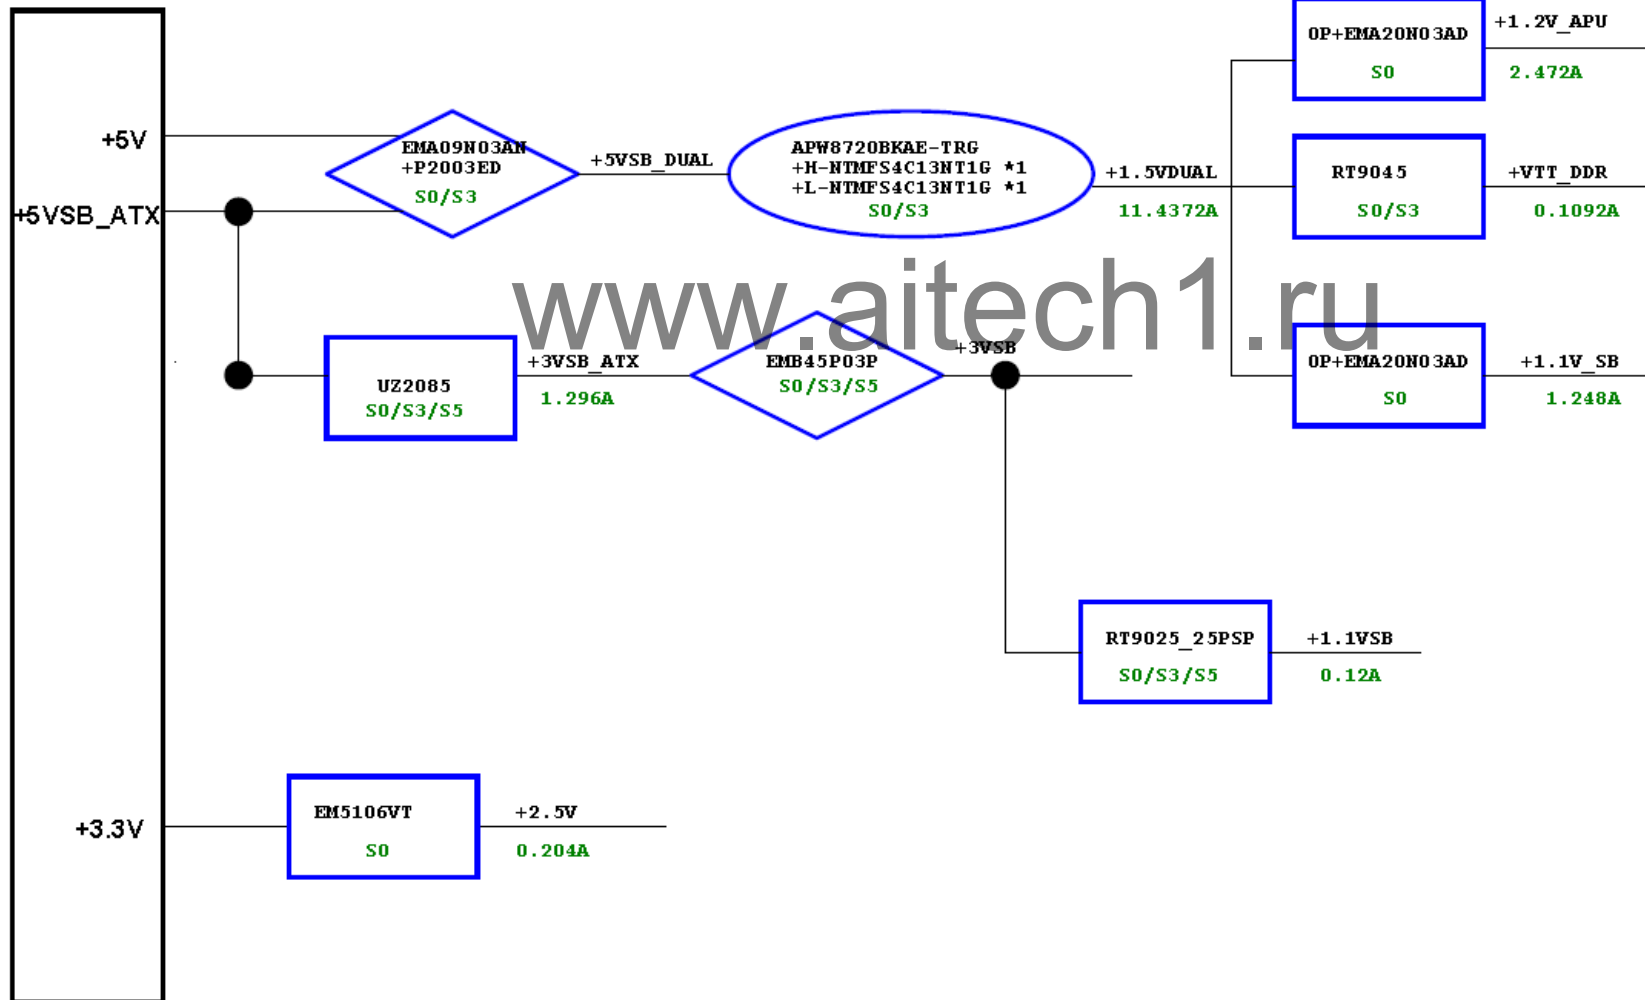 +1.2V_APU
OP+EMA20N03AD
S0
2.472A
+5V
EMA09N03AN
+P2003ED
S0/S3
+5VSB_DUAL
APW8720BKAE-TRG
+H-NTMFS4C13NT1G *1
+L-NTMFS4C13NT1G *1
S0/S3
+1.5VDUAL
11.4372A
RT9045
S0/S3
+VTT_DDR
0.1092A
+5VSB_ATX
www.aitech1.ru
UZ2085
S0/S3/S5
+3VSB_ATX
1.296A
EMB45P03P
S0/S3/S5
+3VSB
OP+EMA20N03AD
S0
+1.1V_SB
1.248A
RT9025_25PSP
S0/S3/S5
+1.1VSB
0.12A
+3.3V
EM5106VT
S0
+2.5V
0.204A